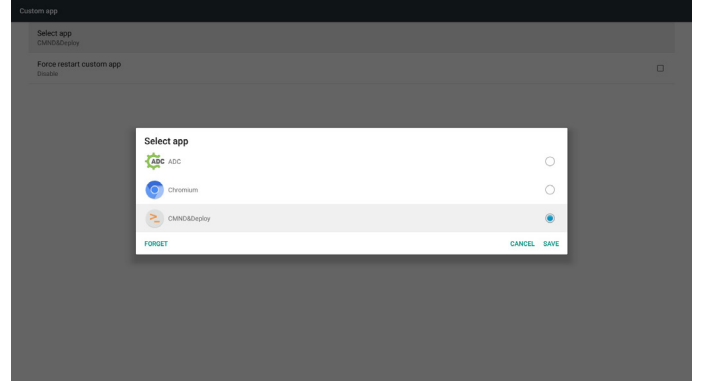 Custom app
Select app
CMND&Deploy
Force restart custom app
Disable
Select app
ADC ADC
Chromium
CMND&Deploy
FORGET CANCEL SAVE